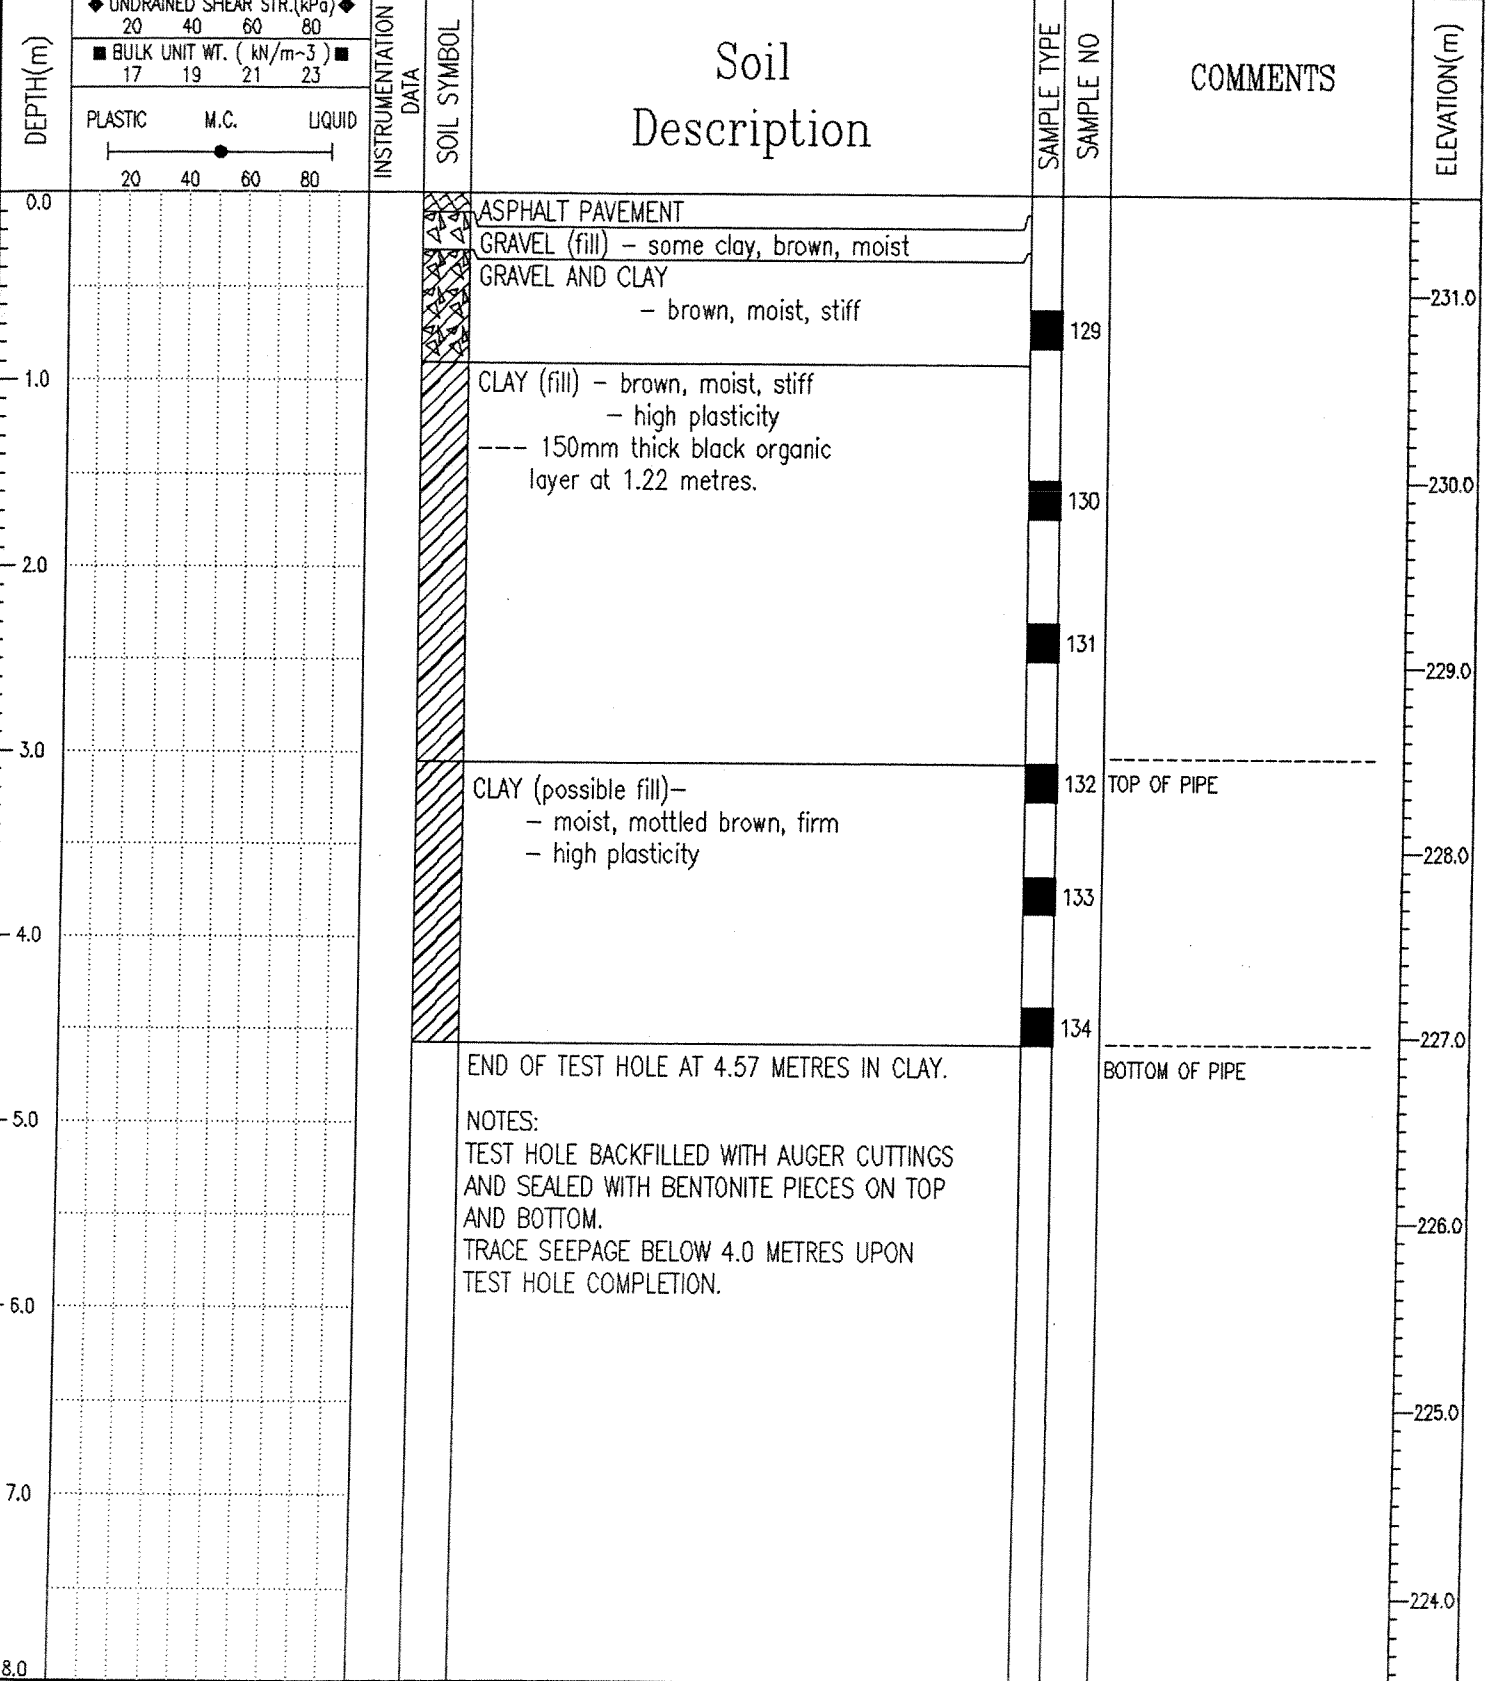 ◆ UNDRAINED SHEAR STR.(kPa) ◆
20 40 60 80
■ BULK UNIT WT. ( kN/m~3 ) ■
17 19 21 23
PLASTIC M.C. LIQUID
20 40 60 80
DEPTH(m)
INSTRUMENTATION
DATA
SOIL SYMBOL
Soil
Description
SAMPLE TYPE
SAMPLE NO
COMMENTS
ELEVATION(m)
0.0
ASPHALT PAVEMENT
GRAVEL (fill) – some clay, brown, moist
GRAVEL AND CLAY
– brown, moist, stiff
231.0
129
1.0
CLAY (fill) – brown, moist, stiff
– high plasticity
--- 150mm thick black organic
layer at 1.22 metres.
230.0
130
2.0
131
229.0
3.0
CLAY (possible fill)–
132 TOP OF PIPE
– moist, mottled brown, firm
– high plasticity
228.0
133
4.0
134
227.0
END OF TEST HOLE AT 4.57 METRES IN CLAY.
BOTTOM OF PIPE
5.0
NOTES:
TEST HOLE BACKFILLED WITH AUGER CUTTINGS
AND SEALED WITH BENTONITE PIECES ON TOP
AND BOTTOM.
226.0
TRACE SEEPAGE BELOW 4.0 METRES UPON
TEST HOLE COMPLETION.
6.0
225.0
7.0
224.0
8.0